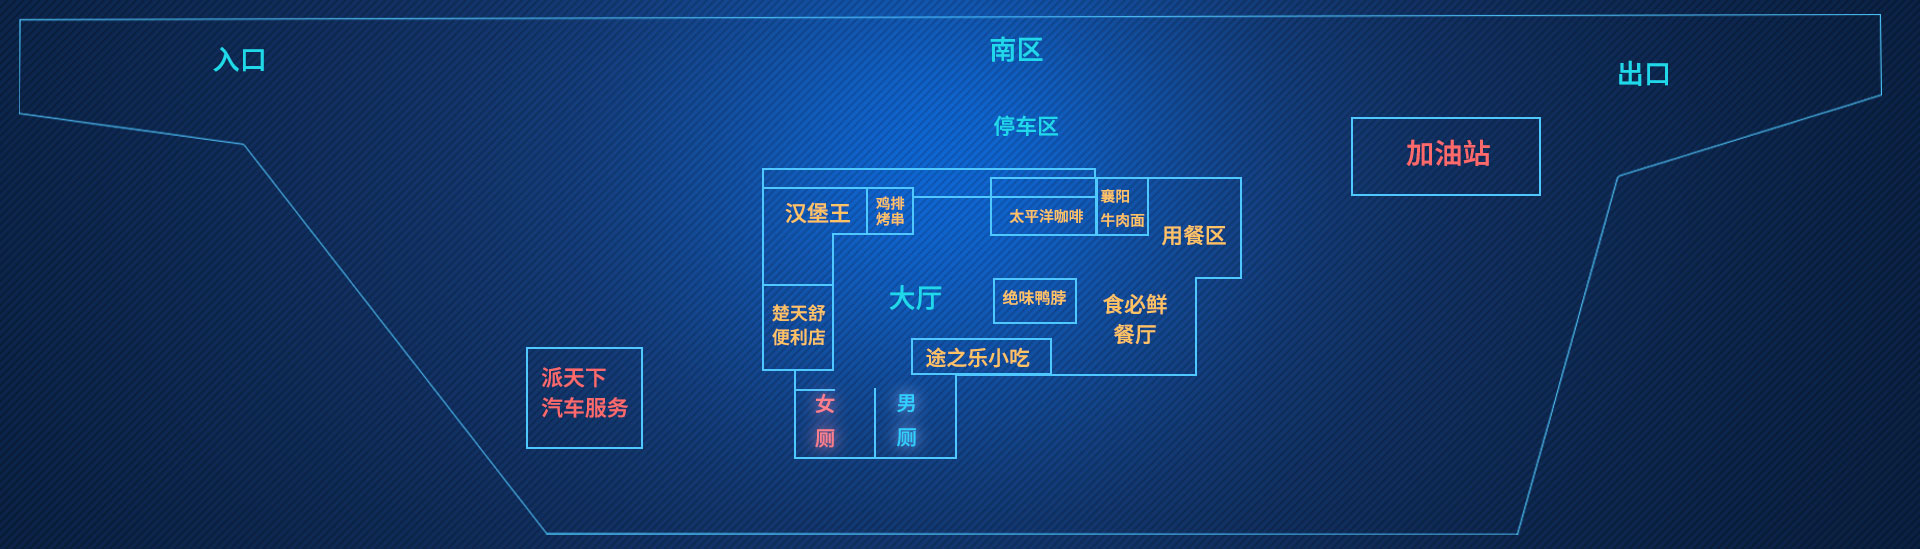 入口
南区
出口
停车区
加油站
汉堡王
鸡排
烤串
太平洋咖啡
襄阳
牛肉面
用餐区
大厅
绝味鸭脖
食必鲜
餐厅
楚天舒
便利店
途之乐小吃
派天下
汽车服务
女
厕
男
厕